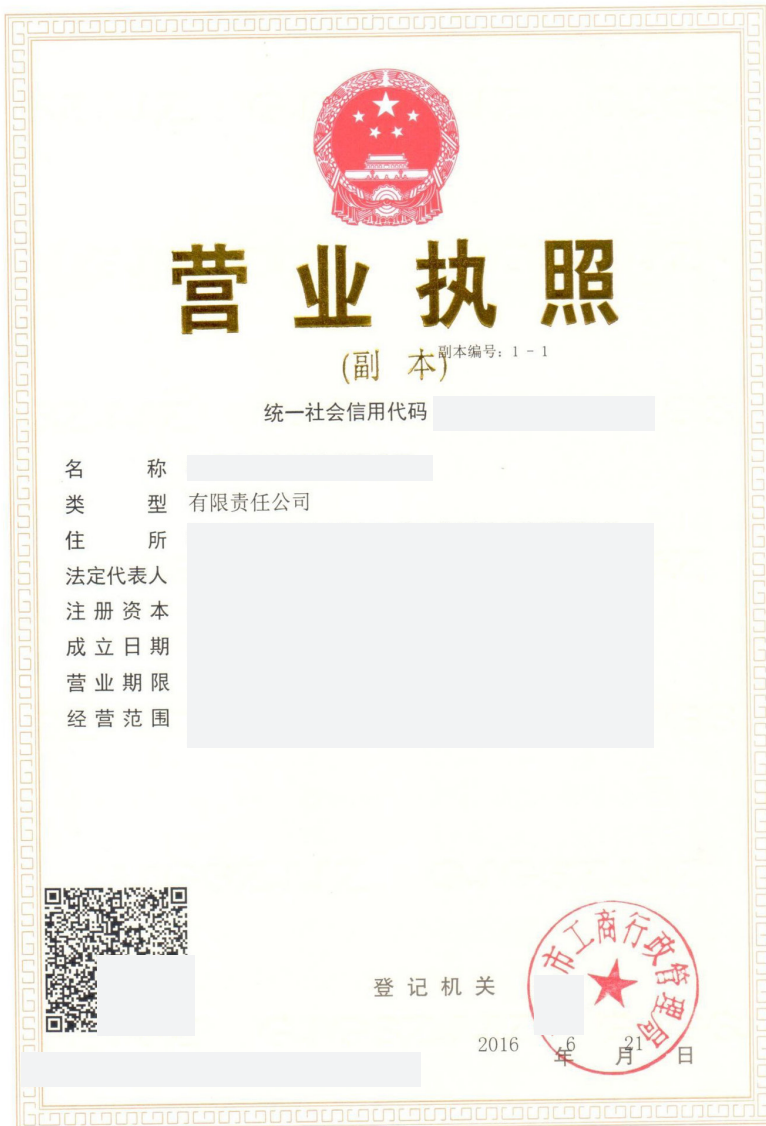 营业执照
(副 本)
副本编号：1－1
统一社会信用代码
名 称
类 型 有限责任公司
住 所
法定代表人
注册资本
成立日期
营业期限
经营范围
登记机关
市工商行政管理局
2016 年 6 月 21 日